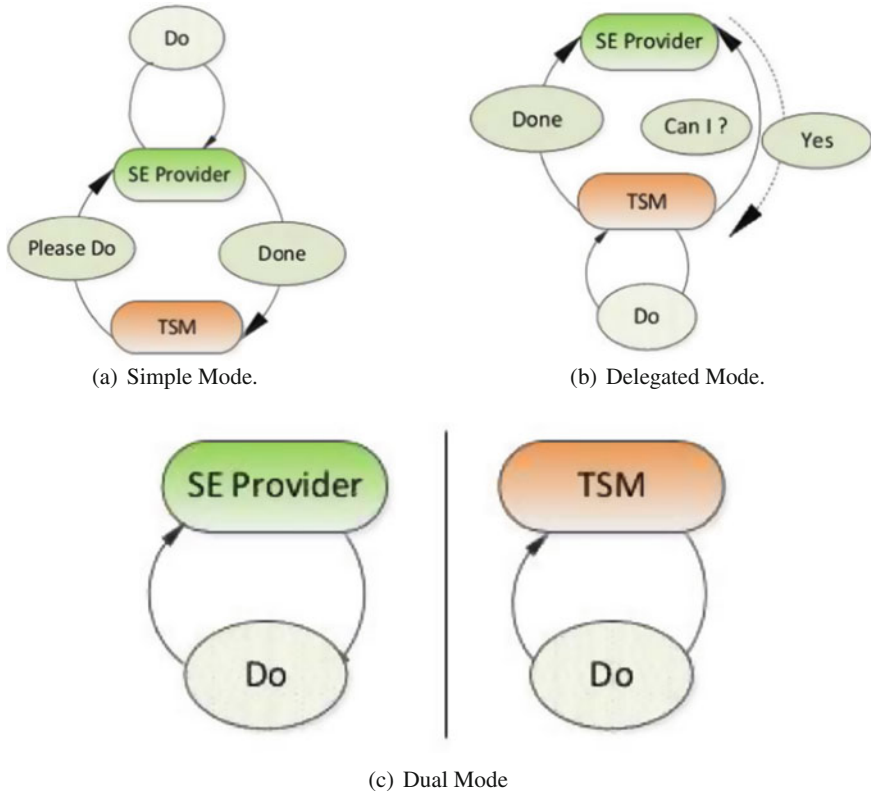 Do
SE Provider
Please Do
Done
TSM
(a) Simple Mode.
SE Provider
Done
Can I ?
Yes
TSM
Do
(b) Delegated Mode.
SE Provider
Do
TSM
Do
(c) Dual Mode